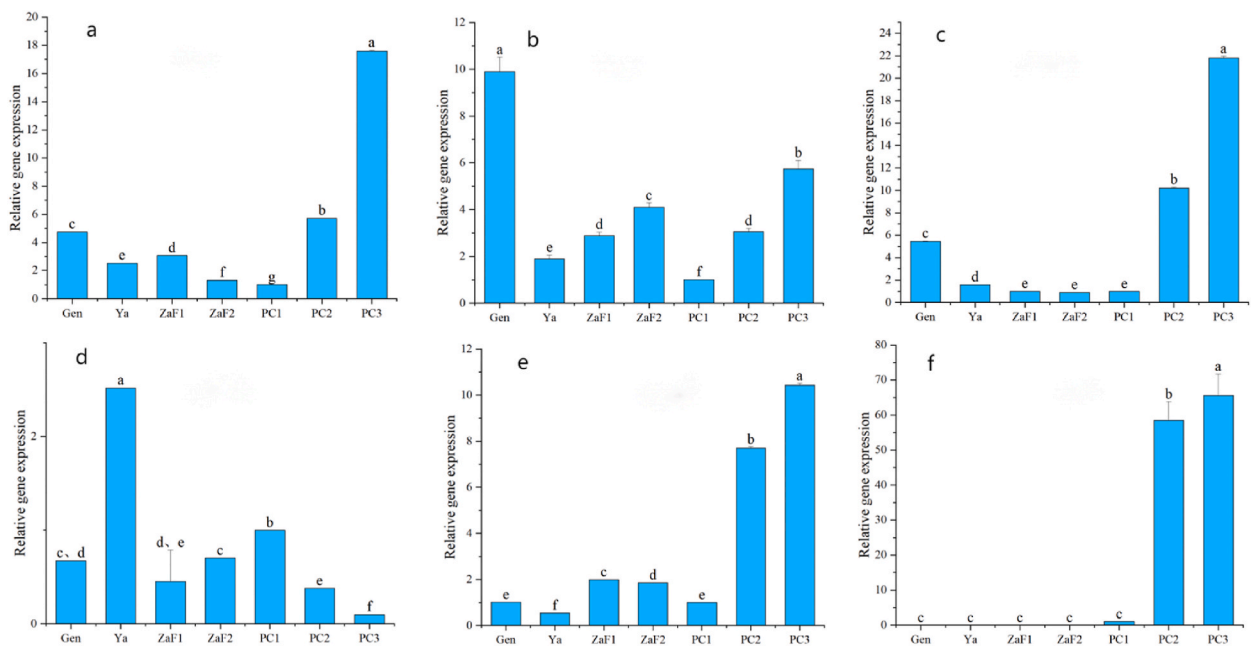 a
Relative gene expression
20
18
16
14
12
10
8
6
4
2
0
c
e
d
f
g
b
a
Gen Ya ZaF1 ZaF2 PC1 PC2 PC3
b
Relative gene expression
12
10
8
6
4
2
0
a
e
d
c
f
d
b
Gen Ya ZaF1 ZaF2 PC1 PC2 PC3
c
Relative gene expression
24
22
20
18
16
14
12
10
8
6
4
2
0
c
d
e
e
e
b
a
Gen Ya ZaF1 ZaF2 PC1 PC2 PC3
d
Relative gene expression
2
0
c、d
a
d、e
c
b
e
f
Gen Ya ZaF1 ZaF2 PC1 PC2 PC3
e
Relative gene expression
12
10
8
6
4
2
0
e
f
c
d
e
b
a
Gen Ya ZaF1 ZaF2 PC1 PC2 PC3
f
Relative gene expression
80
70
60
50
40
30
20
10
0
c
c
c
c
c
b
a
Gen Ya ZaF1 ZaF2 PC1 PC2 PC3